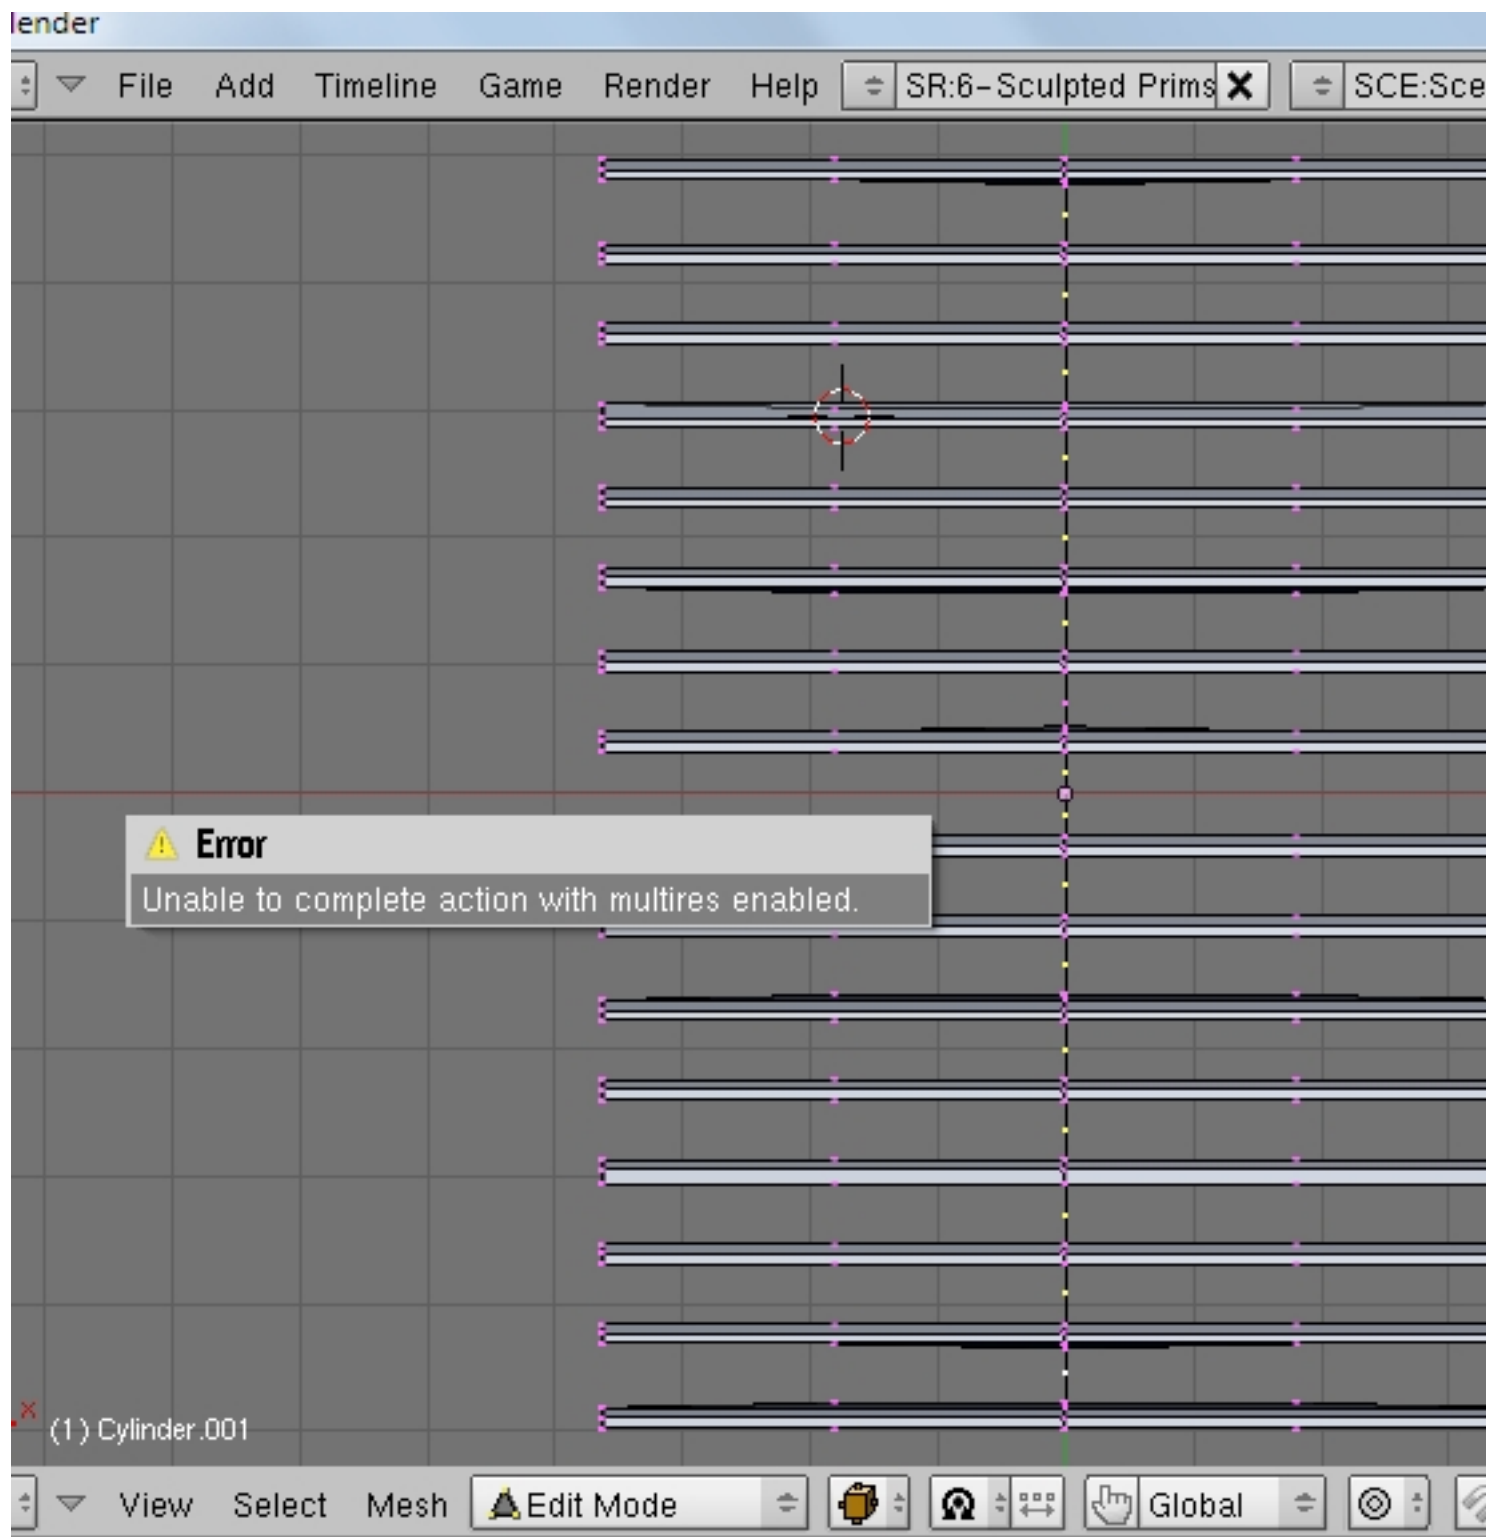 lender
File Add Timeline Game Render Help SR:6-Sculpted Prims SCE:Sce
Error
Unable to complete action with multires enabled.
x
(1) Cylinder.001
View Select Mesh Edit Mode Global